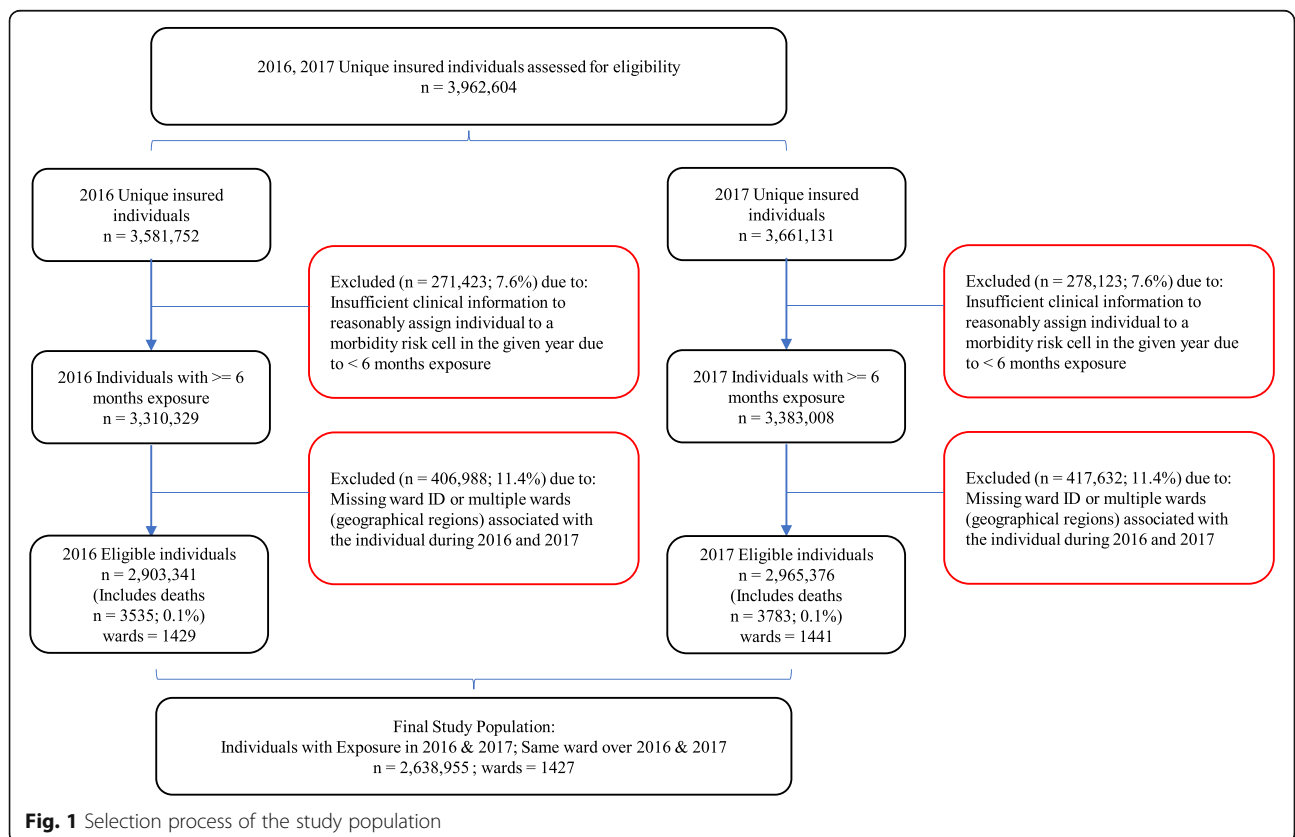 2016, 2017 Unique insured individuals assessed for eligibility
n = 3,962,604
2016 Unique insured
individuals
n = 3,581,752
2017 Unique insured
individuals
n = 3,661,131
Excluded (n = 271,423; 7.6%) due to:
Insufficient clinical information to
reasonably assign individual to a
morbidity risk cell in the given year due
to < 6 months exposure
Excluded (n = 278,123; 7.6%) due to:
Insufficient clinical information to
reasonably assign individual to a
morbidity risk cell in the given year due
to < 6 months exposure
2016 Individuals with >= 6
months exposure
n = 3,310,329
2017 Individuals with >= 6
months exposure
n = 3,383,008
Excluded (n = 406,988; 11.4%) due to:
Missing ward ID or multiple wards
(geographical regions) associated with
the individual during 2016 and 2017
Excluded (n = 417,632; 11.4%) due to:
Missing ward ID or multiple wards
(geographical regions) associated with
the individual during 2016 and 2017
2016 Eligible individuals
n = 2,903,341
(Includes deaths
n = 3535; 0.1%)
wards = 1429
2017 Eligible individuals
n = 2,965,376
(Includes deaths
n = 3783; 0.1%)
wards = 1441
Final Study Population:
Individuals with Exposure in 2016 & 2017; Same ward over 2016 & 2017
n = 2,638,955 ; wards = 1427
Fig. 1 Selection process of the study population